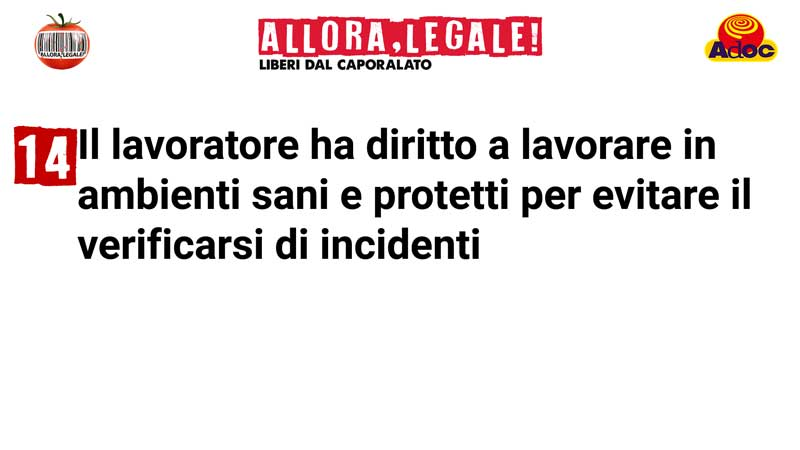 ALLORA,LEGALE!
ALLORA,LEGALE!
LIBERI DAL CAPORALATO
Adoc
14
Il lavoratore ha diritto a lavorare in
ambienti sani e protetti per evitare il
verificarsi di incidenti